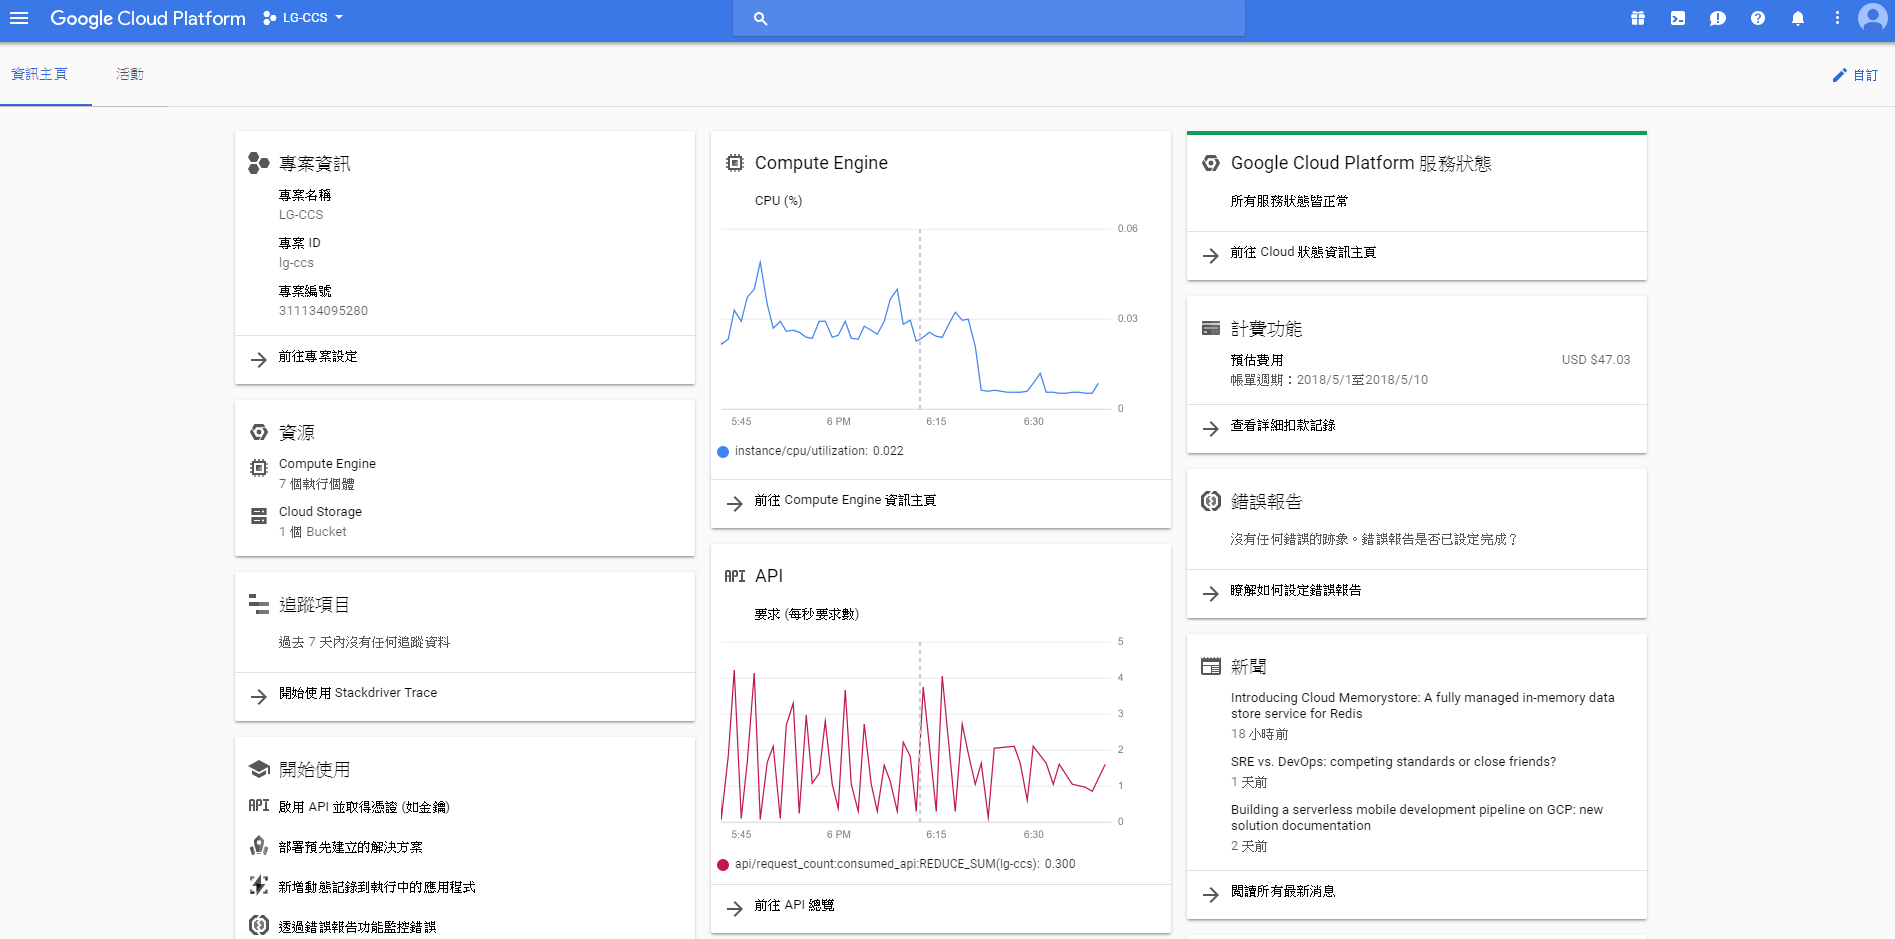 Google Cloud Platform
LG-CCS
資訊主頁
活動
自訂
專案資訊
專案名稱
LG-CCS
專案 ID
lg-ccs
專案編號
311134095280
前往專案設定
資源
Compute Engine
7 個執行個體
Cloud Storage
1 個 Bucket
追蹤項目
過去 7 天內沒有任何追蹤資料
開始使用 Stackdriver Trace
開始使用
API
啟用 API 並取得憑證 (如金鑰)
部署預先建立的解決方案
新增動態記錄到執行中的應用程式
透過錯誤報告功能監控錯誤
Compute Engine
CPU (%)
0.06
0.03
0
5:45
6 PM
6:15
6:30
instance/cpu/utilization: 0.022
前往 Compute Engine 資訊主頁
API API
要求 (每秒要求數)
5
4
3
2
1
0
5:45
6 PM
6:15
6:30
api/request_count:consumed_api:REDUCE_SUM(lg-ccs): 0.300
前往 API 總覽
Google Cloud Platform 服務狀態
所有服務狀態皆正常
前往 Cloud 狀態資訊主頁
計費功能
預估費用
USD $47.03
帳單週期：2018/5/1至2018/5/10
查看詳細扣款記錄
錯誤報告
沒有任何錯誤的跡象。錯誤報告是否已設定完成？
瞭解如何設定錯誤報告
新聞
Introducing Cloud Memorystore: A fully managed in-memory data
store service for Redis
18 小時前
SRE vs. DevOps: competing standards or close friends?
1 天前
Building a serverless mobile development pipeline on GCP: new
solution documentation
2 天前
閱讀所有最新消息